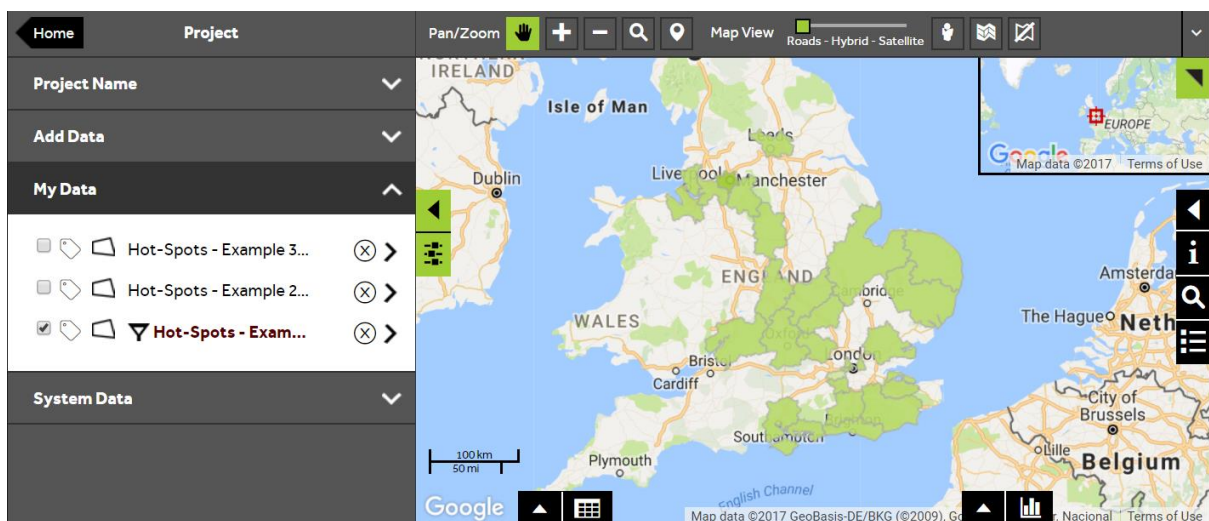 Home
Project
Pan/Zoom
Map View
Roads - Hybrid - Satellite
Project Name
Add Data
My Data
Hot-Spots - Example 3...
Hot-Spots - Example 2...
Hot-Spots - Exam...
System Data
IRELAND
Isle of Man
Leeds
Dublin
Liverpool
Manchester
ENGLAND
Cambridge
WALES
Oxford
London
Bristol
Cardiff
Brighton
Southampton
Plymouth
English Channel
100 km
50 mi
Google
Map data ©2017 GeoBasis-DE/BKG (©2009), Go
, Nacional
Terms of Use
EUROPE
Google
Map data ©2017
Terms of Use
i
Amsterda
The Hague
Neth
City of
Brussels
Lille
Belgium